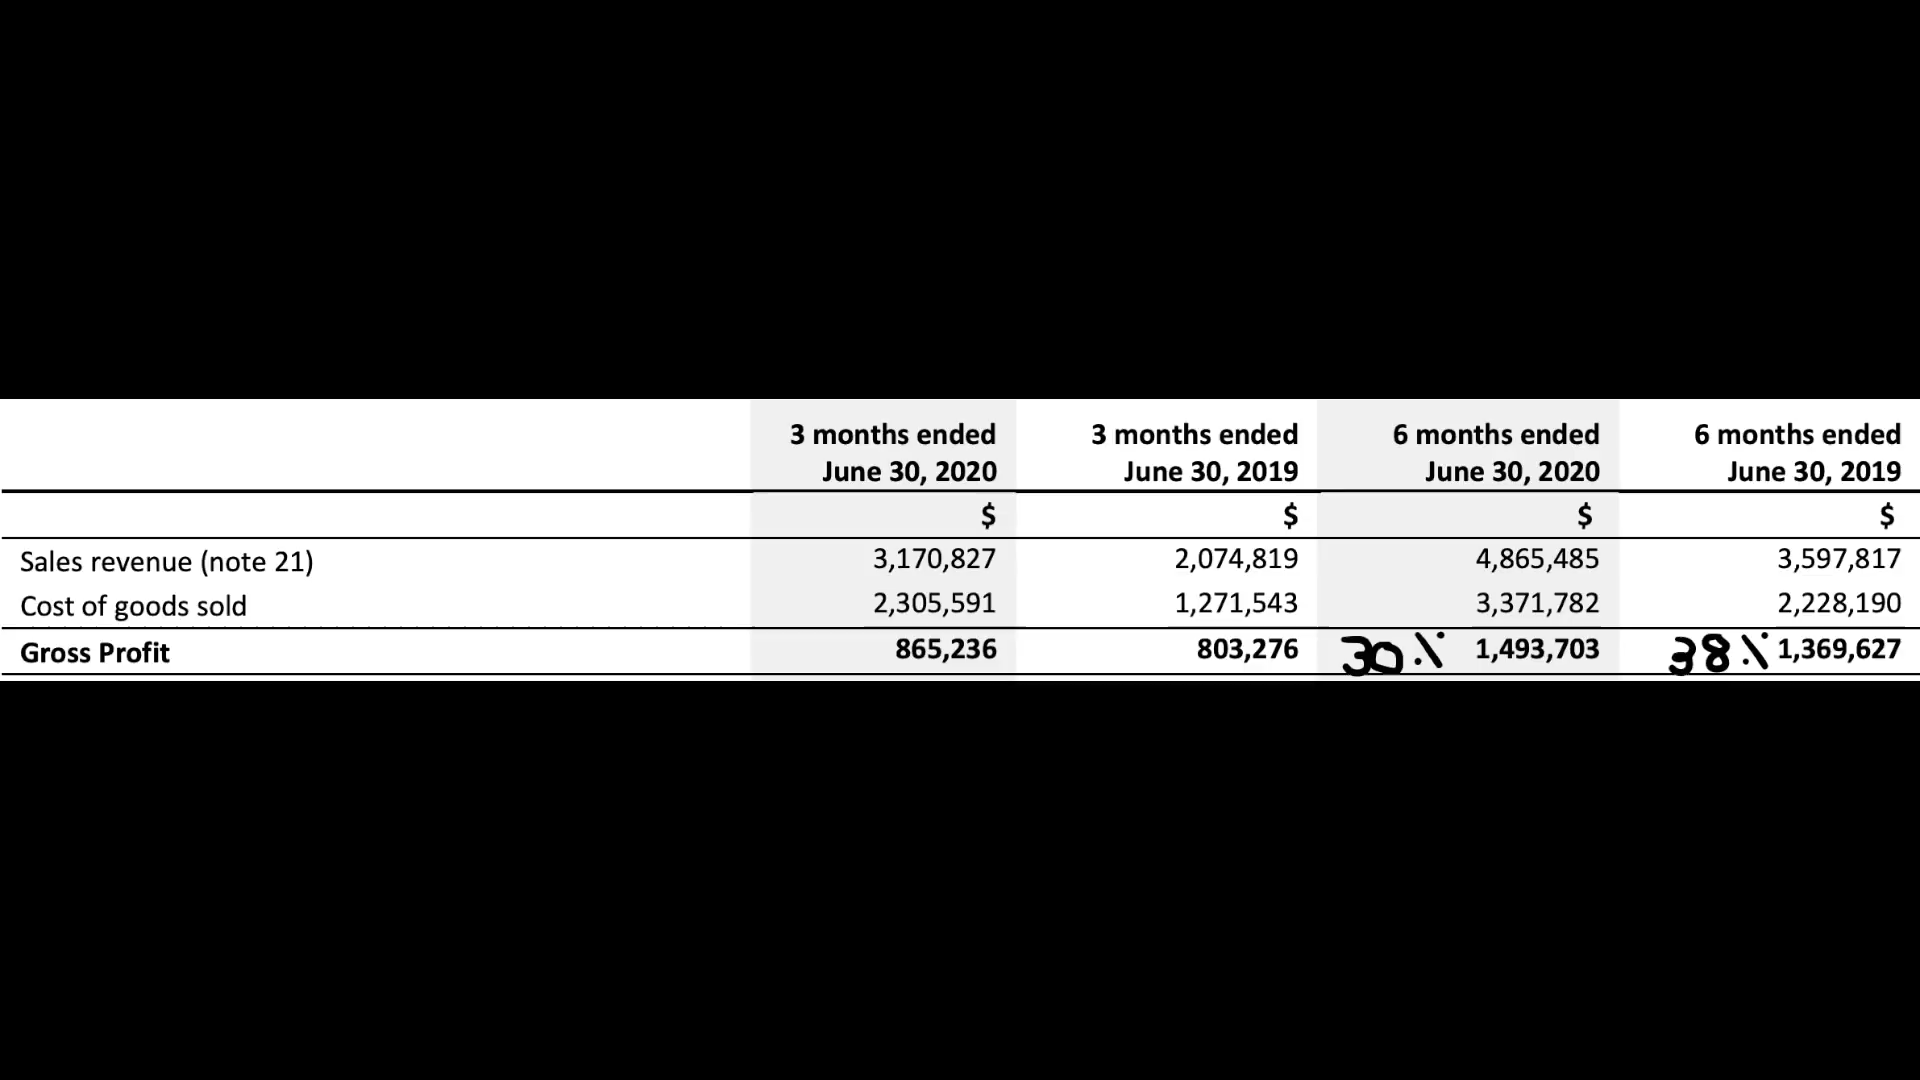 3 months ended 3 months ended 6 months ended 6 months ended
June 30, 2020 June 30, 2019 June 30, 2020 June 30, 2019
$ $ $ $
Sales revenue (note 21) 3,170,827 2,074,819 4,865,485 3,597,817
Cost of goods sold 2,305,591 1,271,543 3,371,782 2,228,190
Gross Profit 865,236 803,276 30% 1,493,703 38% 1,369,627